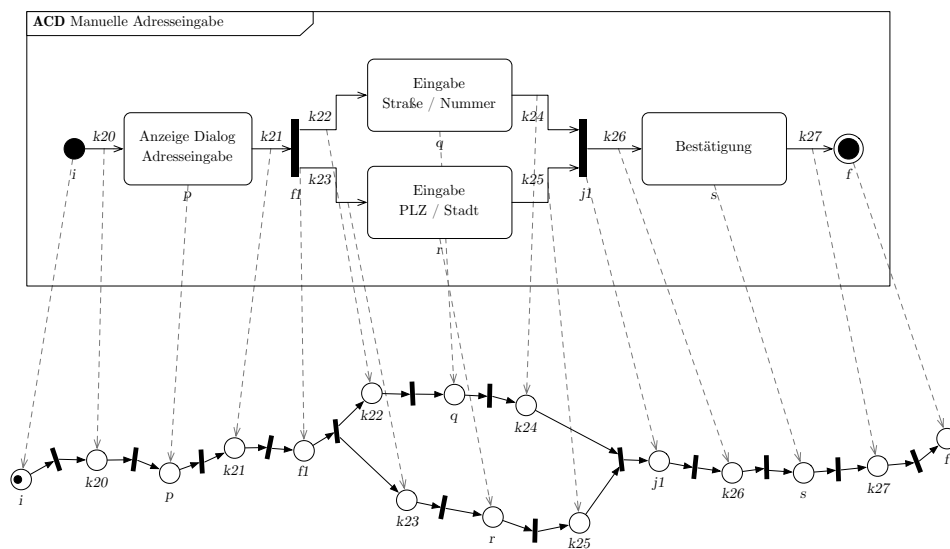 ACD Manuelle Adresseingabe
k20
k21
k22
k23
k24
k25
k26
k27
Anzeige Dialog
Adresseingabe
Eingabe
Straße / Nummer
Eingabe
PLZ / Stadt
Bestätigung
i
p
f1
q
r
j1
s
f
i
k20
p
k21
f1
k22
q
k24
k23
r
k25
j1
k26
s
k27
f